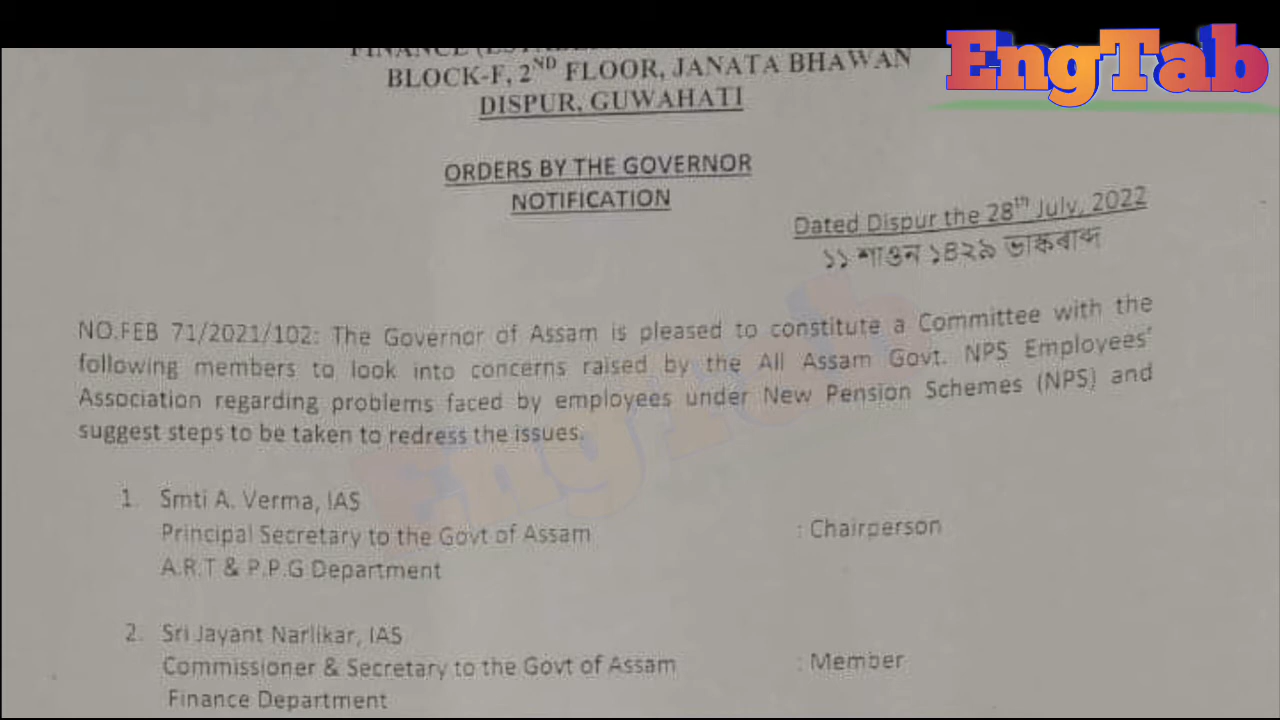 EngTab
BLOCK-F, 2ND FLOOR, JANATA BHAWAN
DISPUR, GUWAHATI
ORDERS BY THE GOVERNOR
NOTIFICATION
Dated Dispur the 28th July, 2022
১১ শাওন ১৪২৯ ভাস্কৰাব্দ
NO.FEB 71/2021/102: The Governor of Assam is pleased to constitute a Committee with the
following members to look into concerns raised by the All Assam Govt. NPS Employees'
Association regarding problems faced by employees under New Pension Schemes (NPS) and
suggest steps to be taken to redress the issues.
1. Smti A. Verma, IAS
Principal Secretary to the Govt of Assam : Chairperson
A.R.T & P.P.G Department
2. Sri Jayant Narlikar, IAS
Commissioner & Secretary to the Govt of Assam : Member
Finance Department
EngTab